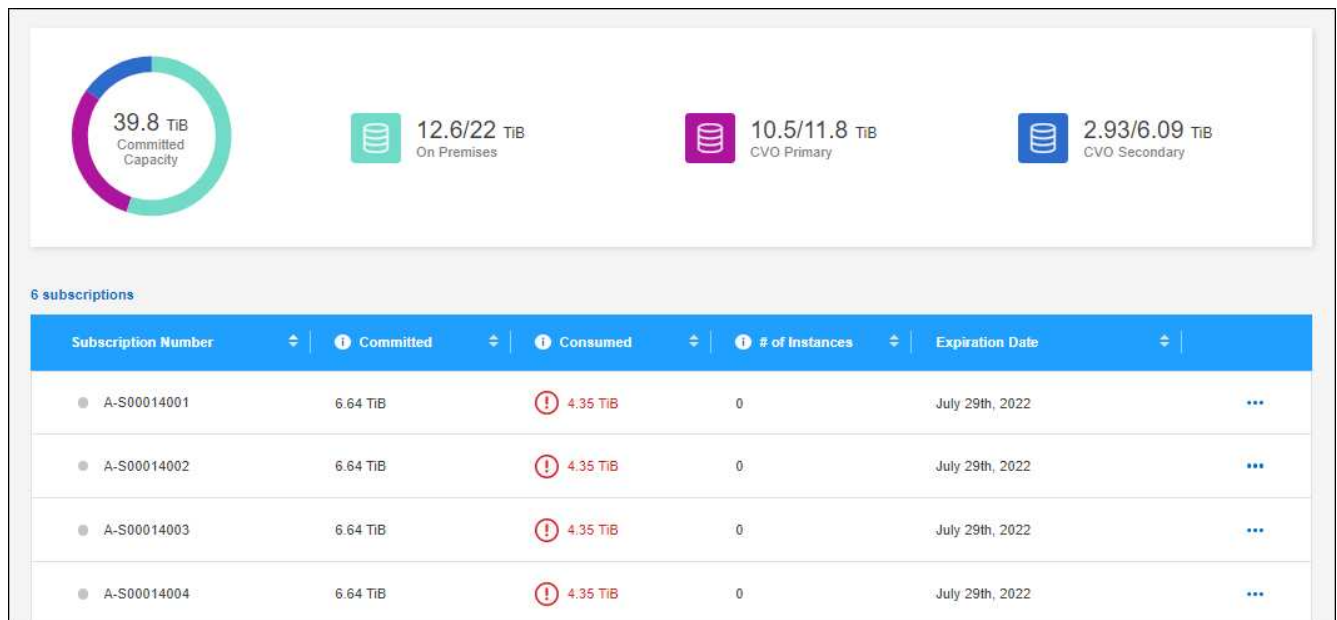 39.8 TiB
Committed
Capacity
12.6/22 TiB
On Premises
10.5/11.8 TiB
CVO Primary
2.93/6.09 TiB
CVO Secondary
6 subscriptions
Subscription Number Committed Consumed # of Instances Expiration Date
A-S00014001 6.64 TiB 4.35 TiB 0 July 29th, 2022
A-S00014002 6.64 TiB 4.35 TiB 0 July 29th, 2022
A-S00014003 6.64 TiB 4.35 TiB 0 July 29th, 2022
A-S00014004 6.64 TiB 4.35 TiB 0 July 29th, 2022